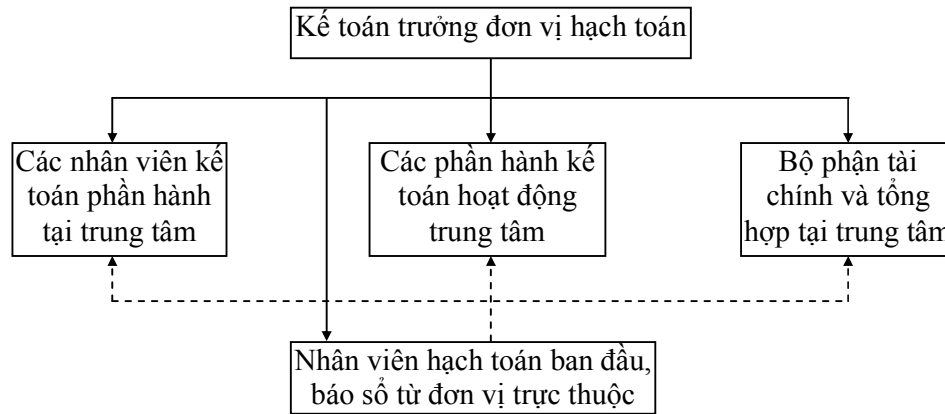 Kế toán trưởng đơn vị hạch toán
Các nhân viên kế
toán phần hành
tại trung tâm
Các phần hành kế
toán hoạt động
trung tâm
Bộ phận tài
chính và tổng
hợp tại trung tâm
Nhân viên hạch toán ban đầu,
báo sổ từ đơn vị trực thuộc